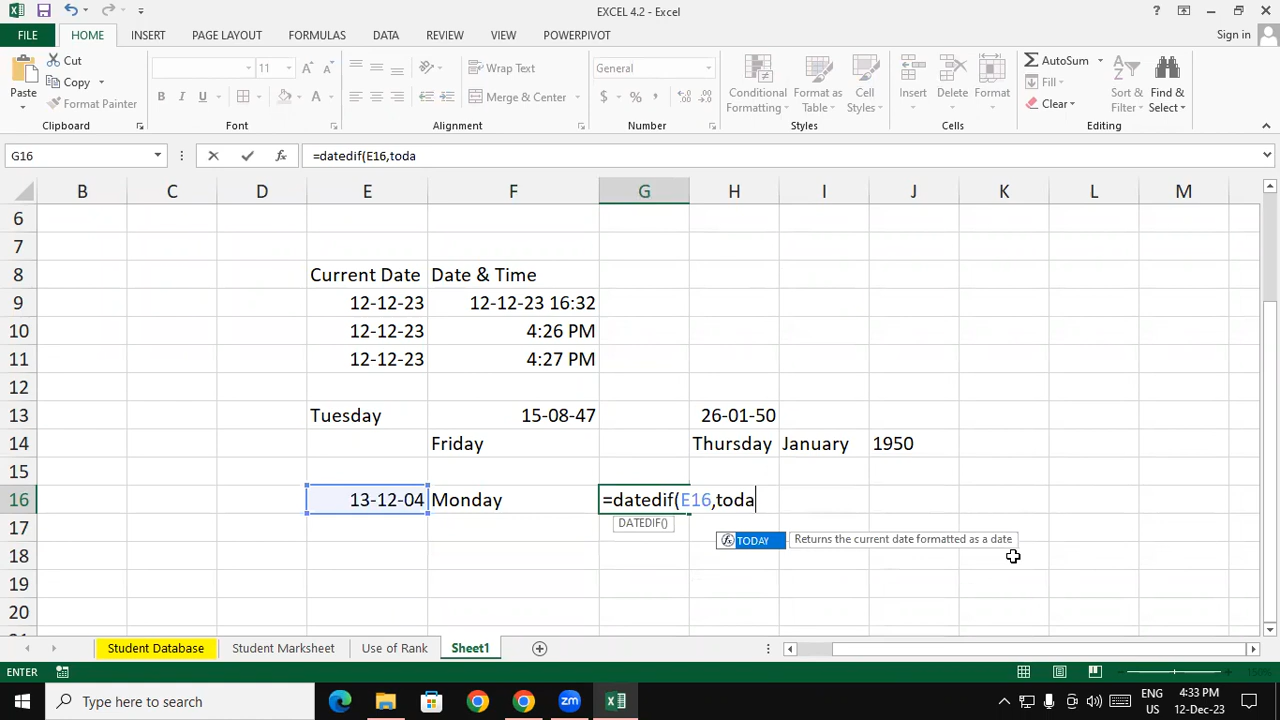 EXCEL 4.2 - Excel
FILE HOME INSERT PAGE LAYOUT FORMULAS DATA REVIEW VIEW POWERPIVOT Sign in
Paste
Cut
Copy
Format Painter
Clipboard
11 A A
B I U A
Font
Wrap Text
Merge & Center
Alignment
General
$ % ,
Number
Conditional Formatting
Format as Table
Cell Styles
Styles
Insert Delete Format
Cells
AutoSum
Fill
Clear
Sort & Filter
Find & Select
Editing
G16 fx =datedif(E16,toda
B C D E F G H I J K L M
6
7
8 Current Date Date & Time
9 12-12-23 12-12-23 16:32
10 12-12-23 4:26 PM
11 12-12-23 4:27 PM
12
13 Tuesday 15-08-47 26-01-50
14 Friday Thursday January 1950
15
16 13-12-04 Monday =datedif(E16,toda
17 DATEDIF()
18 TODAY Returns the current date formatted as a date
19
20
Student Database Student Marksheet Use of Rank Sheet1
ENTER
Type here to search
ENG US
4:33 PM
12-Dec-23